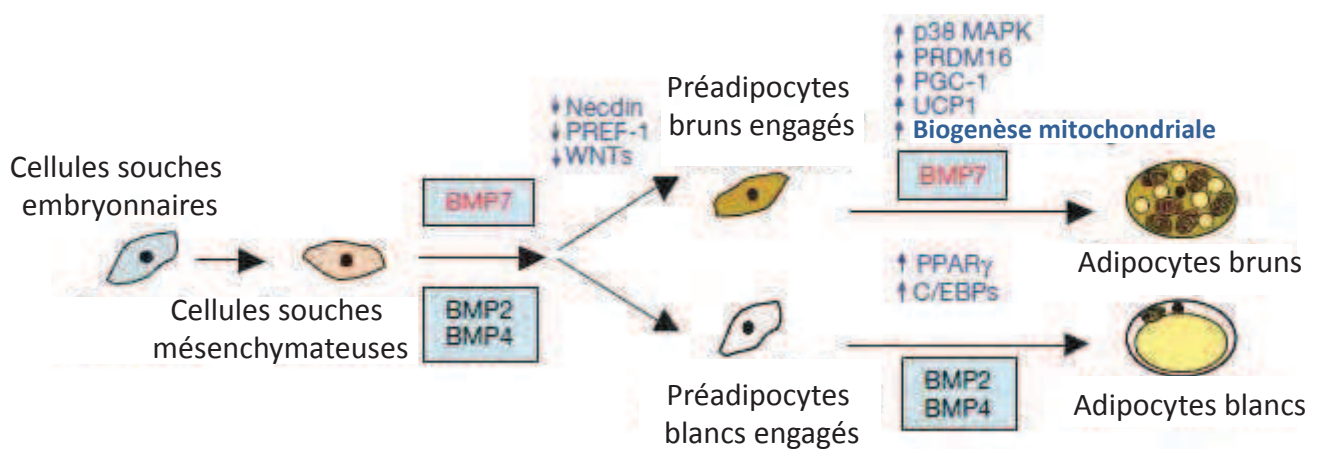 Cellules souches
embryonnaires
Cellules souches
mésenchymateuses
BMP7
BMP2
BMP4
↓ Necdin
↓ PREF-1
↓ WNTs
Préadipocytes
bruns engagés
Préadipocytes
blancs engagés
↑ p38 MAPK
↑ PRDM16
↑ PGC-1
↑ UCP1
↑ Biogenèse mitochondriale
BMP7
↑ PPARγ
↑ C/EBPs
BMP2
BMP4
Adipocytes bruns
Adipocytes blancs